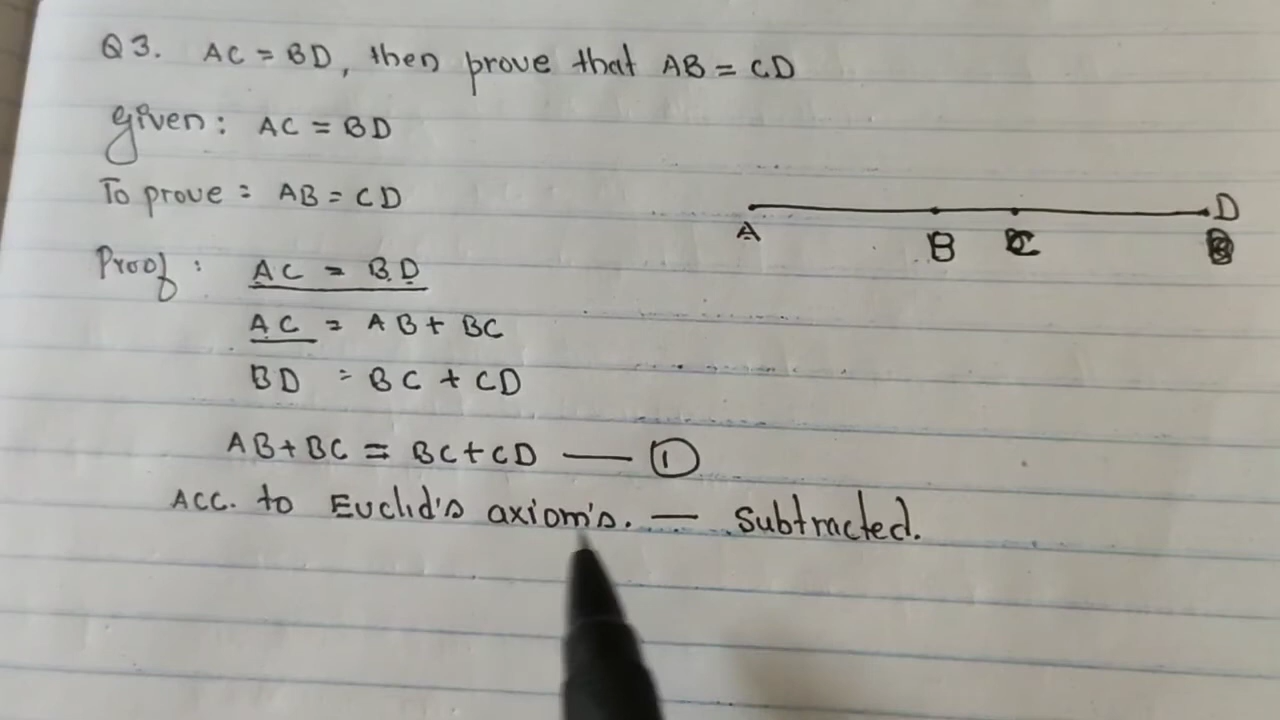 Q3. AC = BD, then prove that AB = CD
given: AC = BD
To prove : AB = CD
A B C D
Proof : AC = BD
AC = AB + BC
BD = BC + CD
AB+BC = BC+CD — ①
ACC. to Euclid's axiom's. — subtracted.